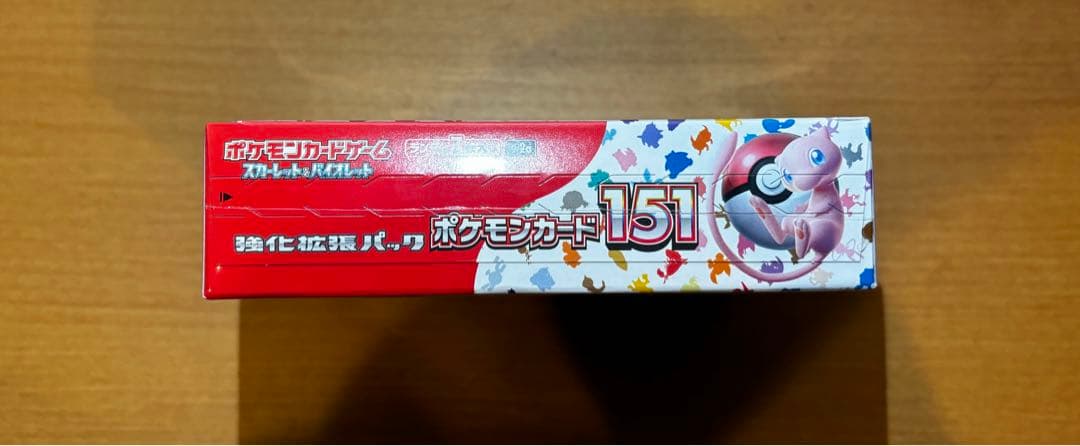 ポケモンカードゲーム
スカーレット&バイオレット
強化拡張パック
ポケモンカード151